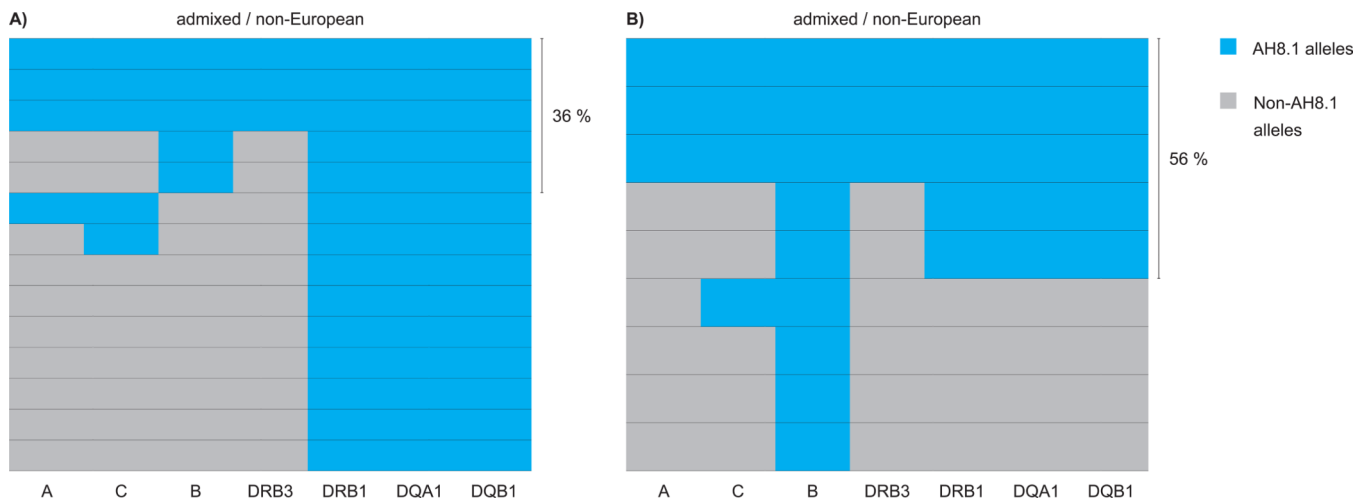 A)
admixed / non-European
36 %
A C B DRB3 DRB1 DQA1 DQB1
B)
admixed / non-European
56 %
A C B DRB3 DRB1 DQA1 DQB1
AH8.1 alleles
Non-AH8.1
alleles